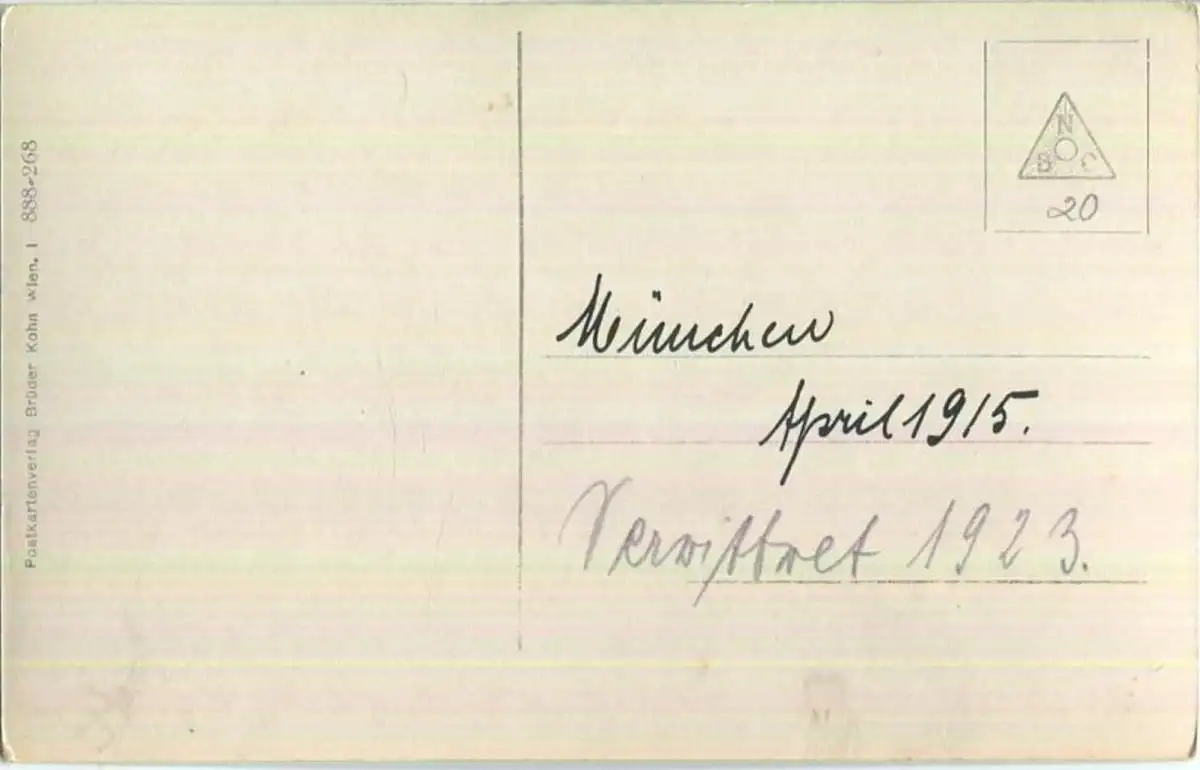 Postkartenverlag Brüder Kohn Wien. I 888-268
N
B C
20
München
April 1915.
Verwittwet 1923.